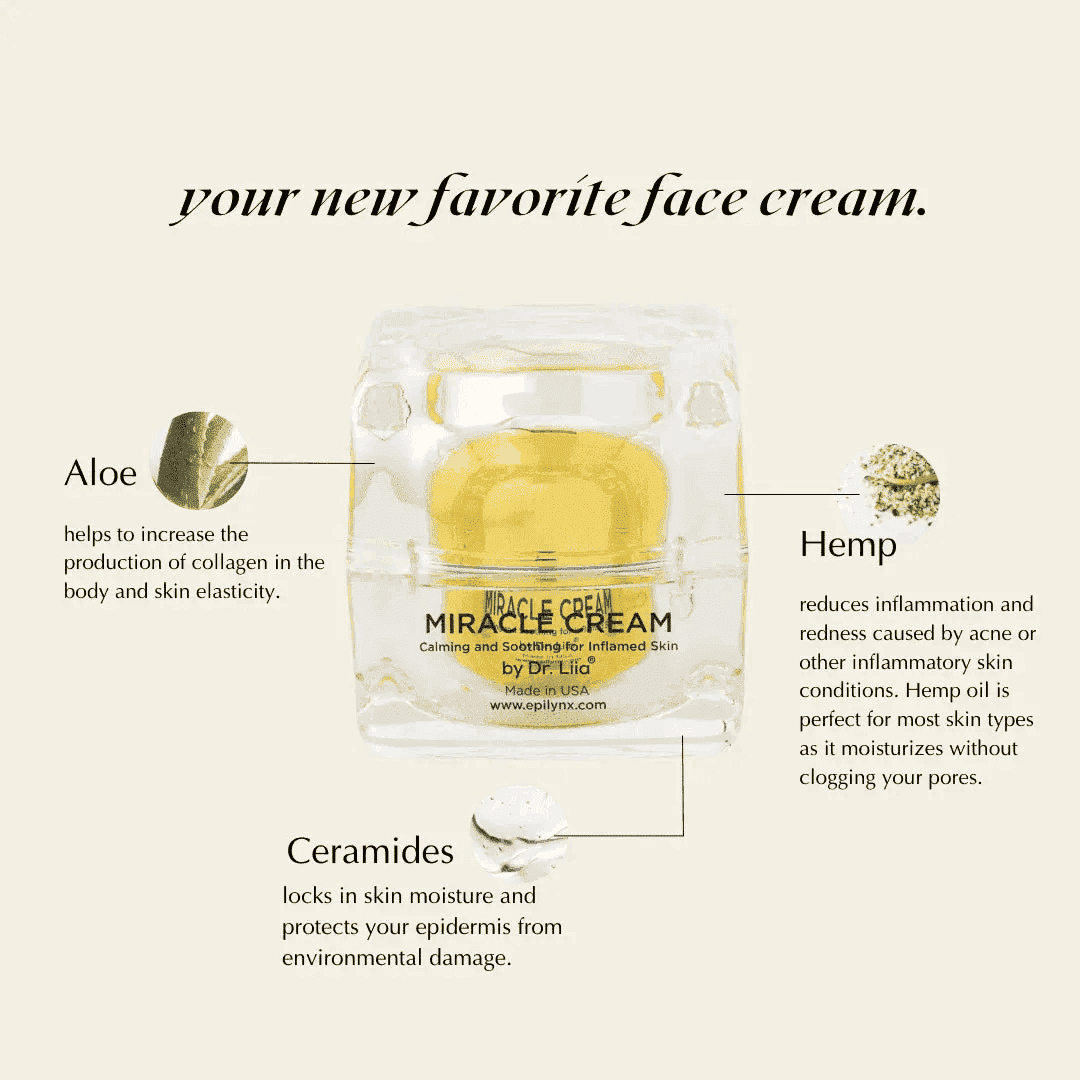 your new favorite face cream.
Aloe
helps to increase the
production of collagen in the
body and skin elasticity.
MIRACLE CREAM
MIRACLE CREAM
Calming and Soothing for Inflamed Skin
by Dr. Liia®
Made in USA
www.epilynx.com
Hemp
reduces inflammation and
redness caused by acne or
other inflammatory skin
conditions. Hemp oil is
perfect for most skin types
as it moisturizes without
clogging your pores.
Ceramides
locks in skin moisture and
protects your epidermis from
environmental damage.